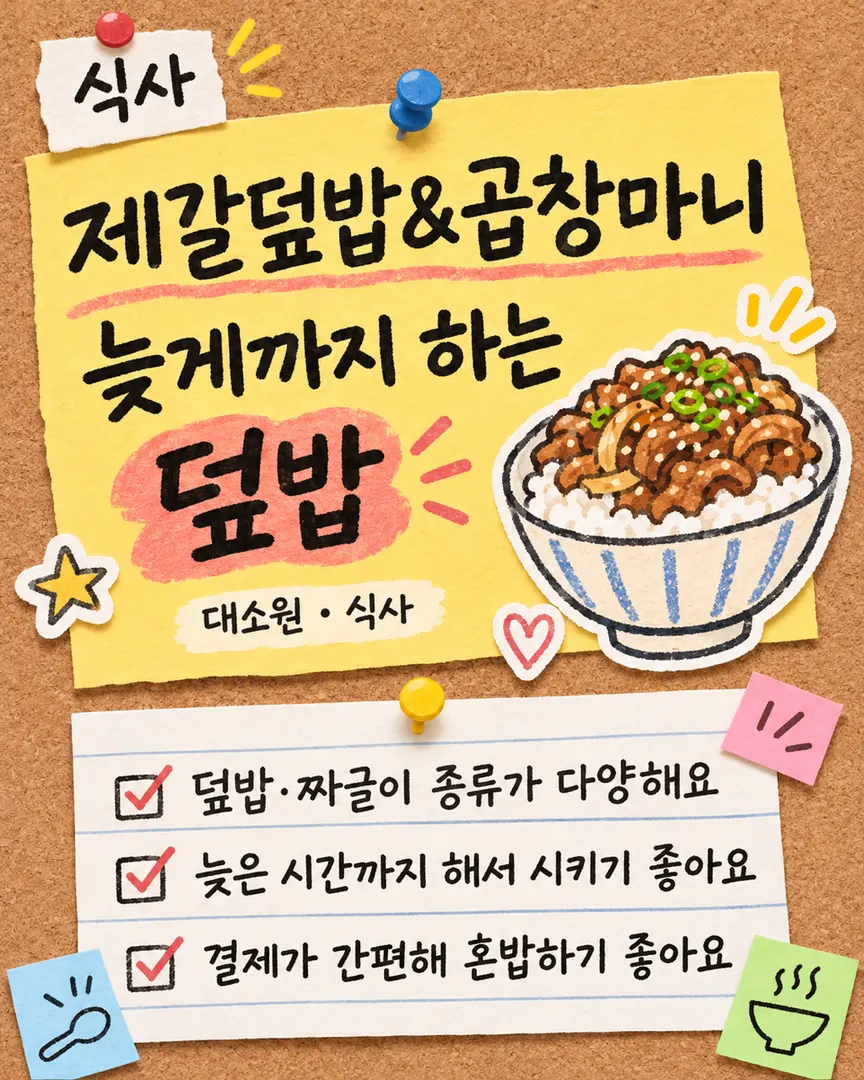 식사
제갈덮밥&곱창마니
늦게까지 하는
덮밥
대소원 • 식사
덮밥·짜글이 종류가 다양해요
늦은 시간까지 해서 시키기 좋아요
결제가 간편해 혼밥하기 좋아요